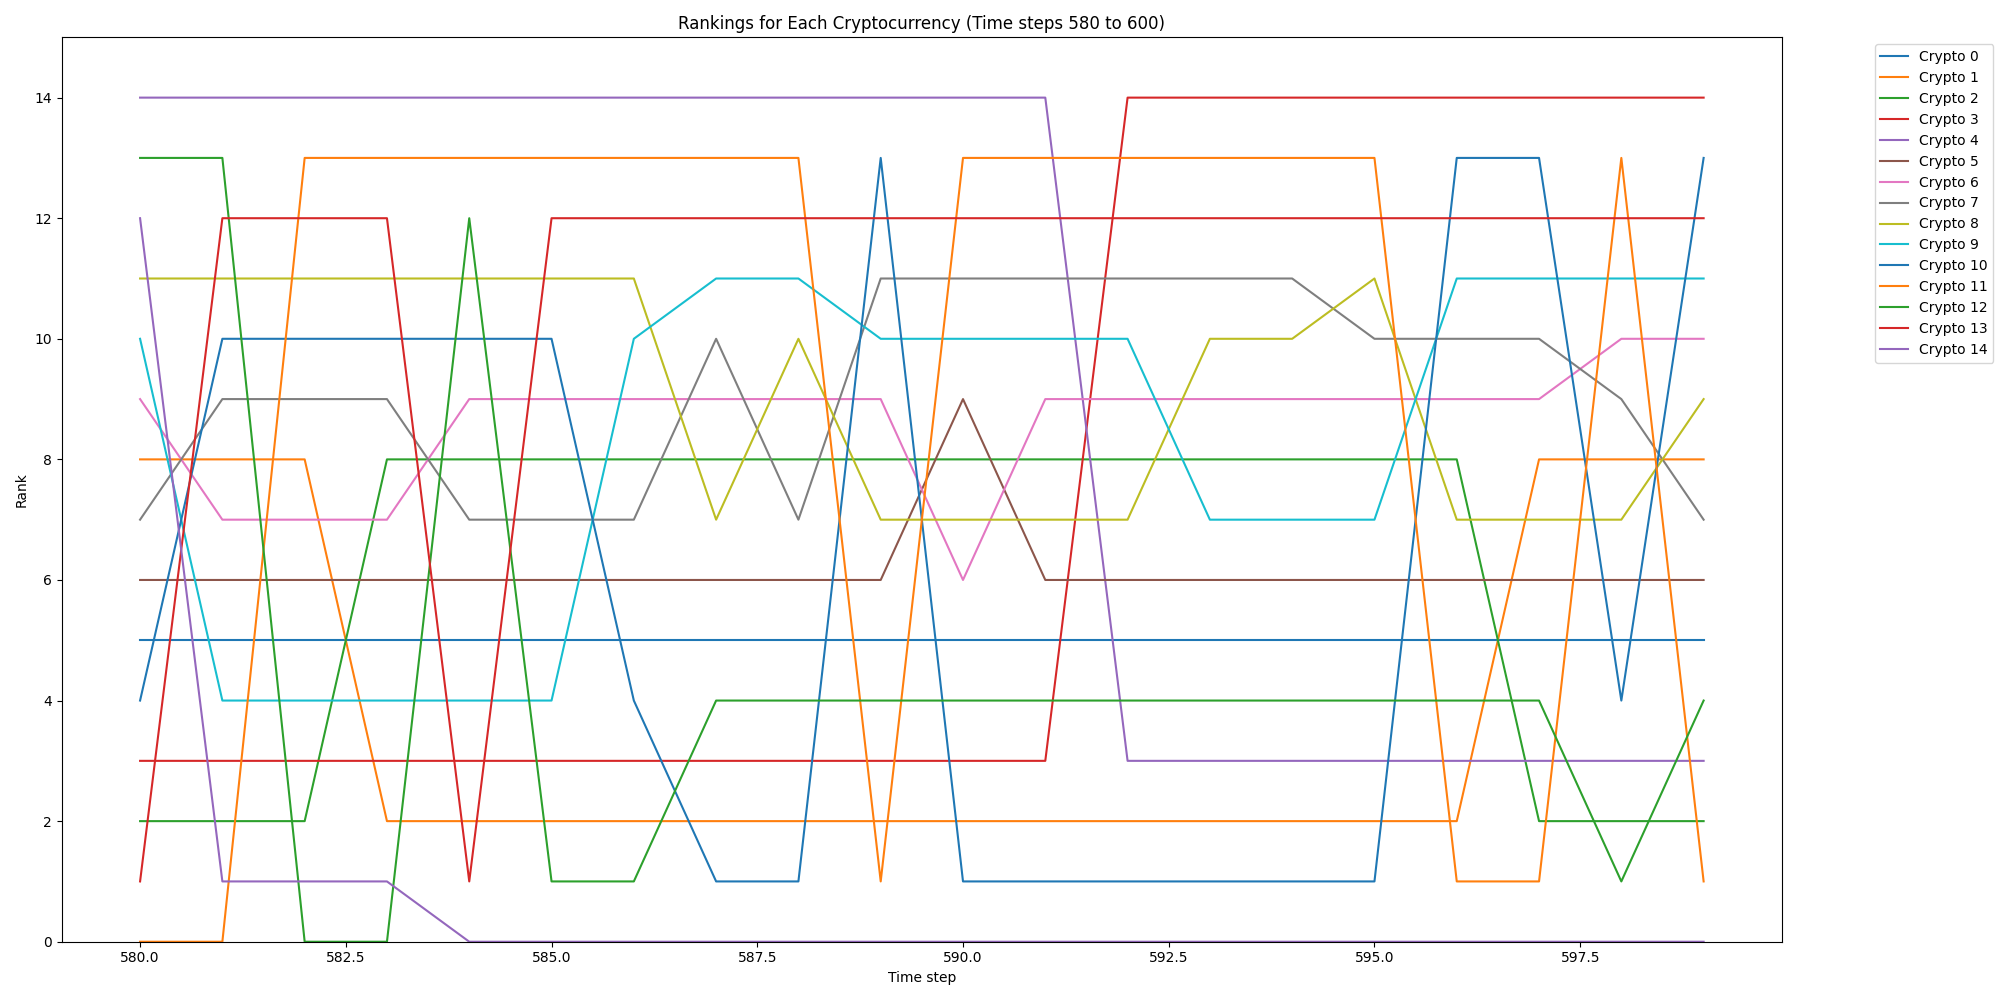 Rankings for Each Cryptocurrency (Time steps 580 to 600)
Rank
14
12
10
8
6
4
2
0
580.0
582.5
585.0
587.5
590.0
592.5
595.0
597.5
Time step
Crypto 0
Crypto 1
Crypto 2
Crypto 3
Crypto 4
Crypto 5
Crypto 6
Crypto 7
Crypto 8
Crypto 9
Crypto 10
Crypto 11
Crypto 12
Crypto 13
Crypto 14